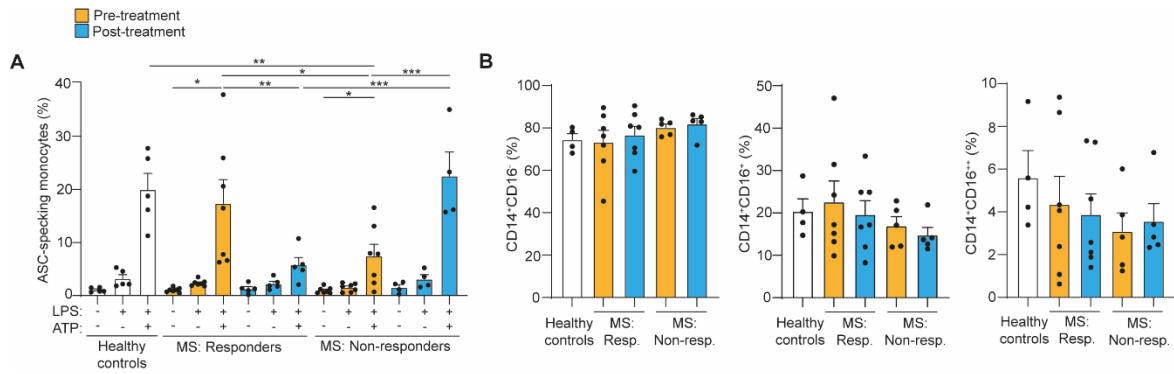 Pre-treatment
Post-treatment
A
ASC-specking monocytes (%)
40
30
20
10
0
**
*
***
*
**
***
*
LPS: - + + - + + - + + - + + - + +
ATP: - - + - - + - - + - - + - - +
Healthy
controls
MS: Responders
MS: Non-responders
B
CD14⁺CD16⁻ (%)
100
80
60
40
20
0
Healthy
controls
MS:
Resp.
MS:
Non-resp.
CD14⁺CD16⁺ (%)
50
40
30
20
10
0
Healthy
controls
MS:
Resp.
MS:
Non-resp.
CD14⁺CD16⁺⁺ (%)
10
8
6
4
2
0
Healthy
controls
MS:
Resp.
MS:
Non-resp.